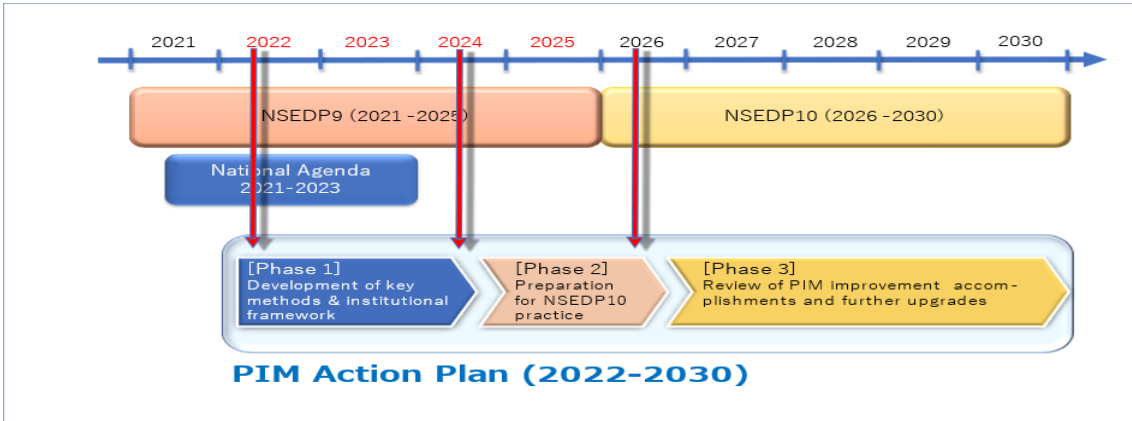 2021 2022 2023 2024 2025 2026 2027 2028 2029 2030
NSEDP9 (2021 -2025)
NSEDP10 (2026 -2030)
National Agenda
2021-2023
[Phase 1]
Development of key
methods & institutional
framework
[Phase 2]
Preparation
for NSEDP10
practice
[Phase 3]
Review of PIM improvement accom-
plishments and further upgrades
PIM Action Plan (2022-2030)